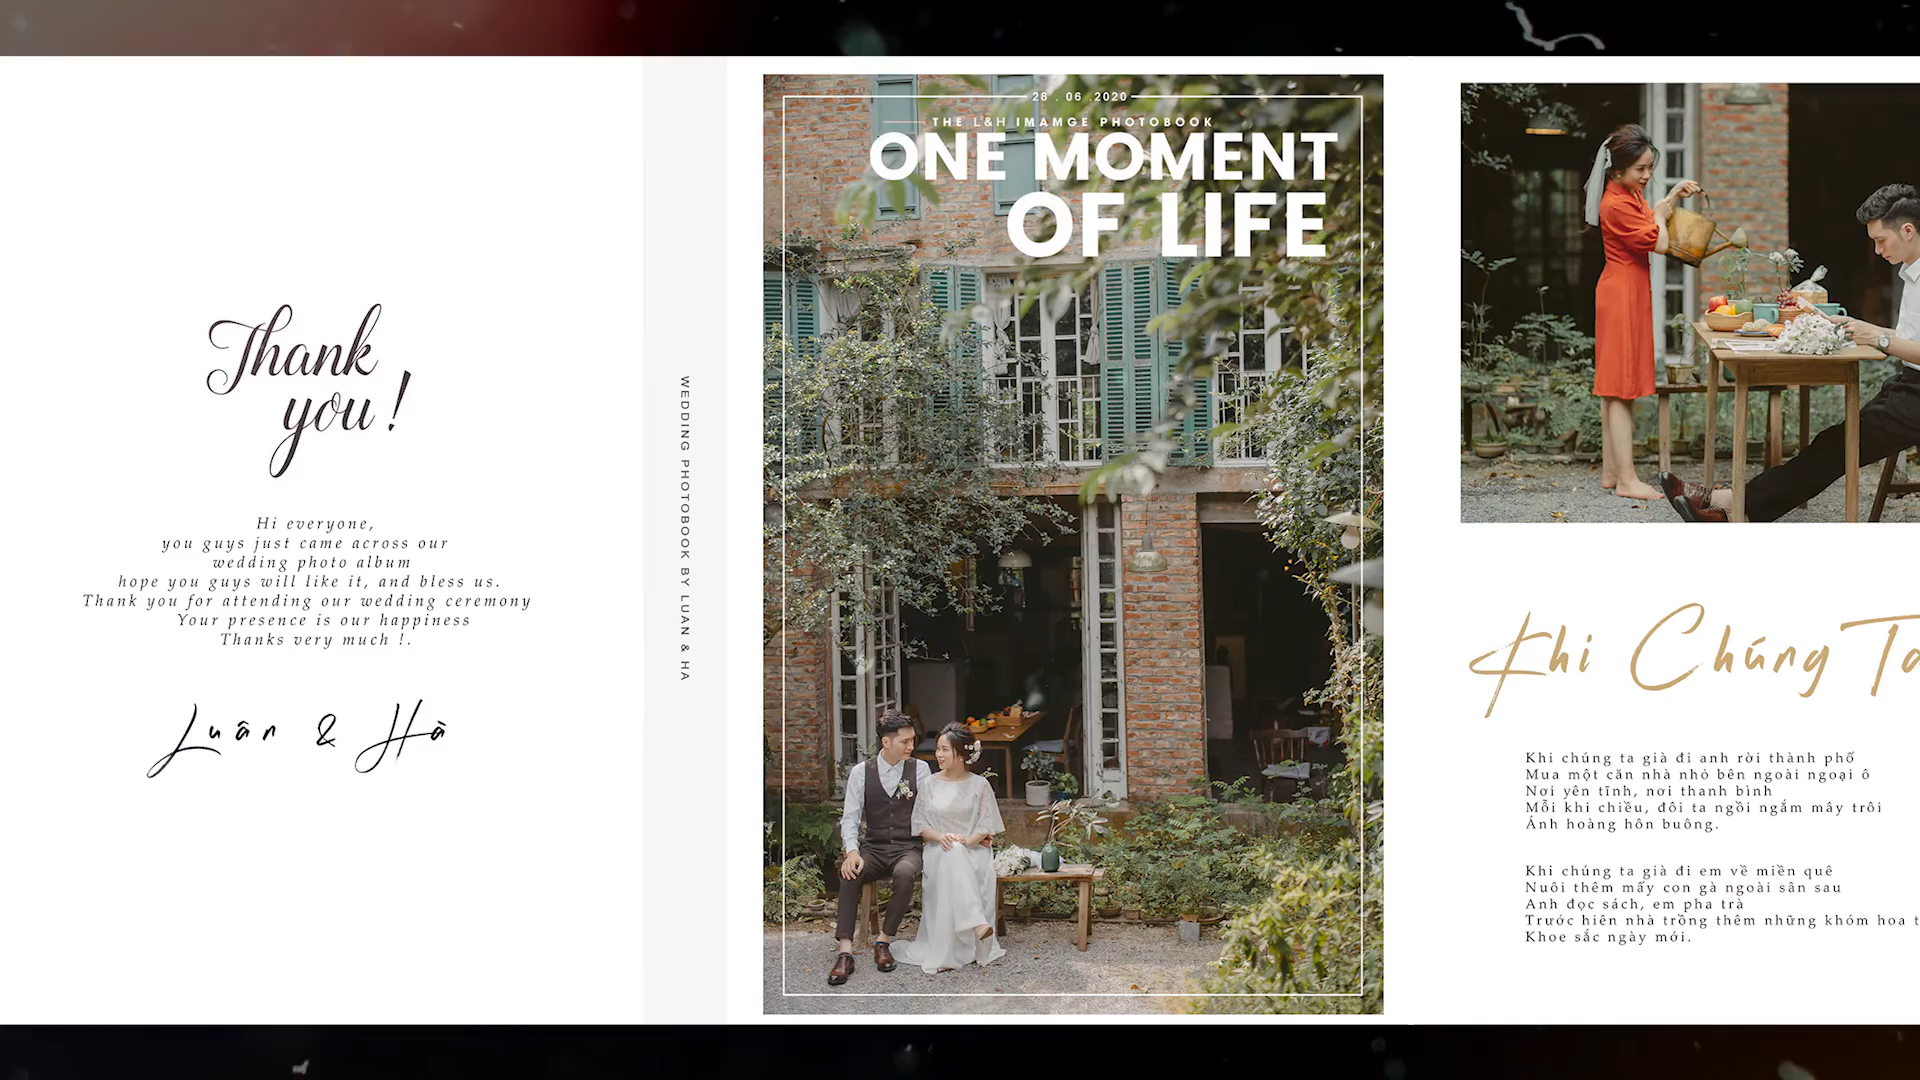 Thank
you!
Hi everyone,
you guys just came across our
wedding photo album
hope you guys will like it, and bless us.
Thank you for attending our wedding ceremony
Your presence is our happiness
Thanks very much !.
Luân & Hà
WEDDING PHOTOBOOK BY LUAN & HA
28 . 06 .2020
THE L&H IMAMGE PHOTOBOOK
ONE MOMENT
OF LIFE
Khi Chúng Ta
Khi chúng ta già đi anh rời thành phố
Mua một căn nhà nhỏ bên ngoài ngoại ô
Nơi yên tĩnh, nơi thanh bình
Mỗi khi chiều, đôi ta ngồi ngắm mây trôi
Ánh hoàng hôn buông.
Khi chúng ta già đi em về miền quê
Nuôi thêm mấy con gà ngoài sân sau
Anh đọc sách, em pha trà
Trước hiên nhà trồng thêm những khóm hoa
Khoe sắc ngày mới.